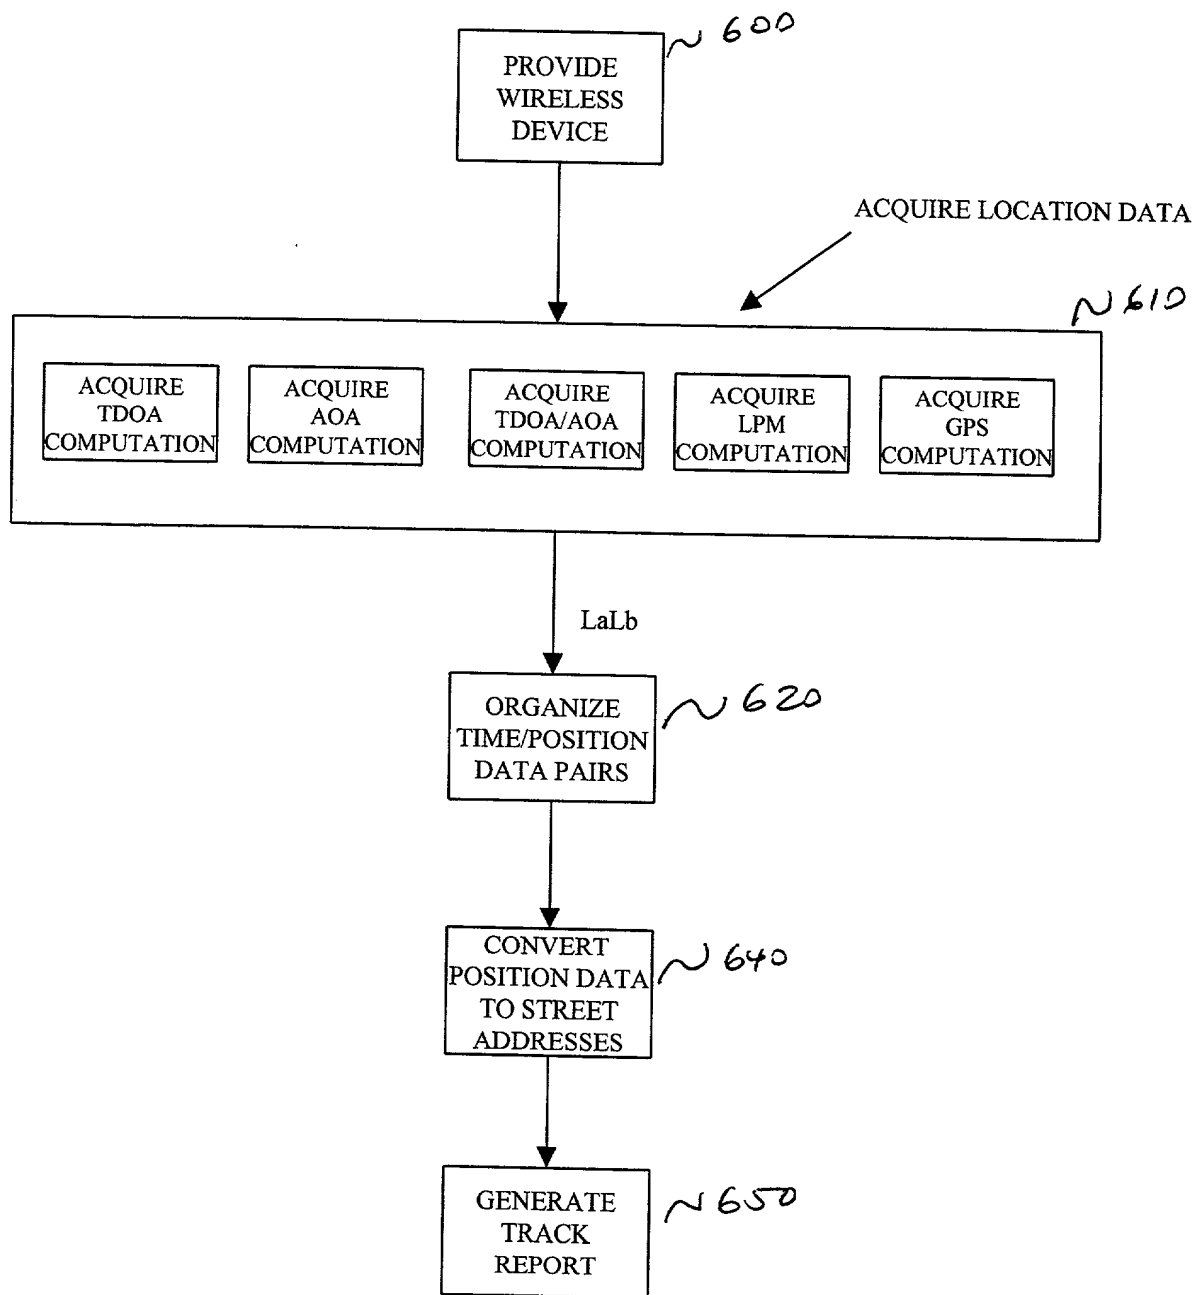 ~ 600
PROVIDE
WIRELESS
DEVICE
ACQUIRE LOCATION DATA
~ 610
ACQUIRE
TDOA
COMPUTATION
ACQUIRE
AOA
COMPUTATION
ACQUIRE
TDOA/AOA
COMPUTATION
ACQUIRE
LPM
COMPUTATION
ACQUIRE
GPS
COMPUTATION
LaLb
ORGANIZE
TIME/POSITION
DATA PAIRS
~ 620
CONVERT
POSITION DATA
TO STREET
ADDRESSES
~ 640
GENERATE
TRACK
REPORT
~ 650